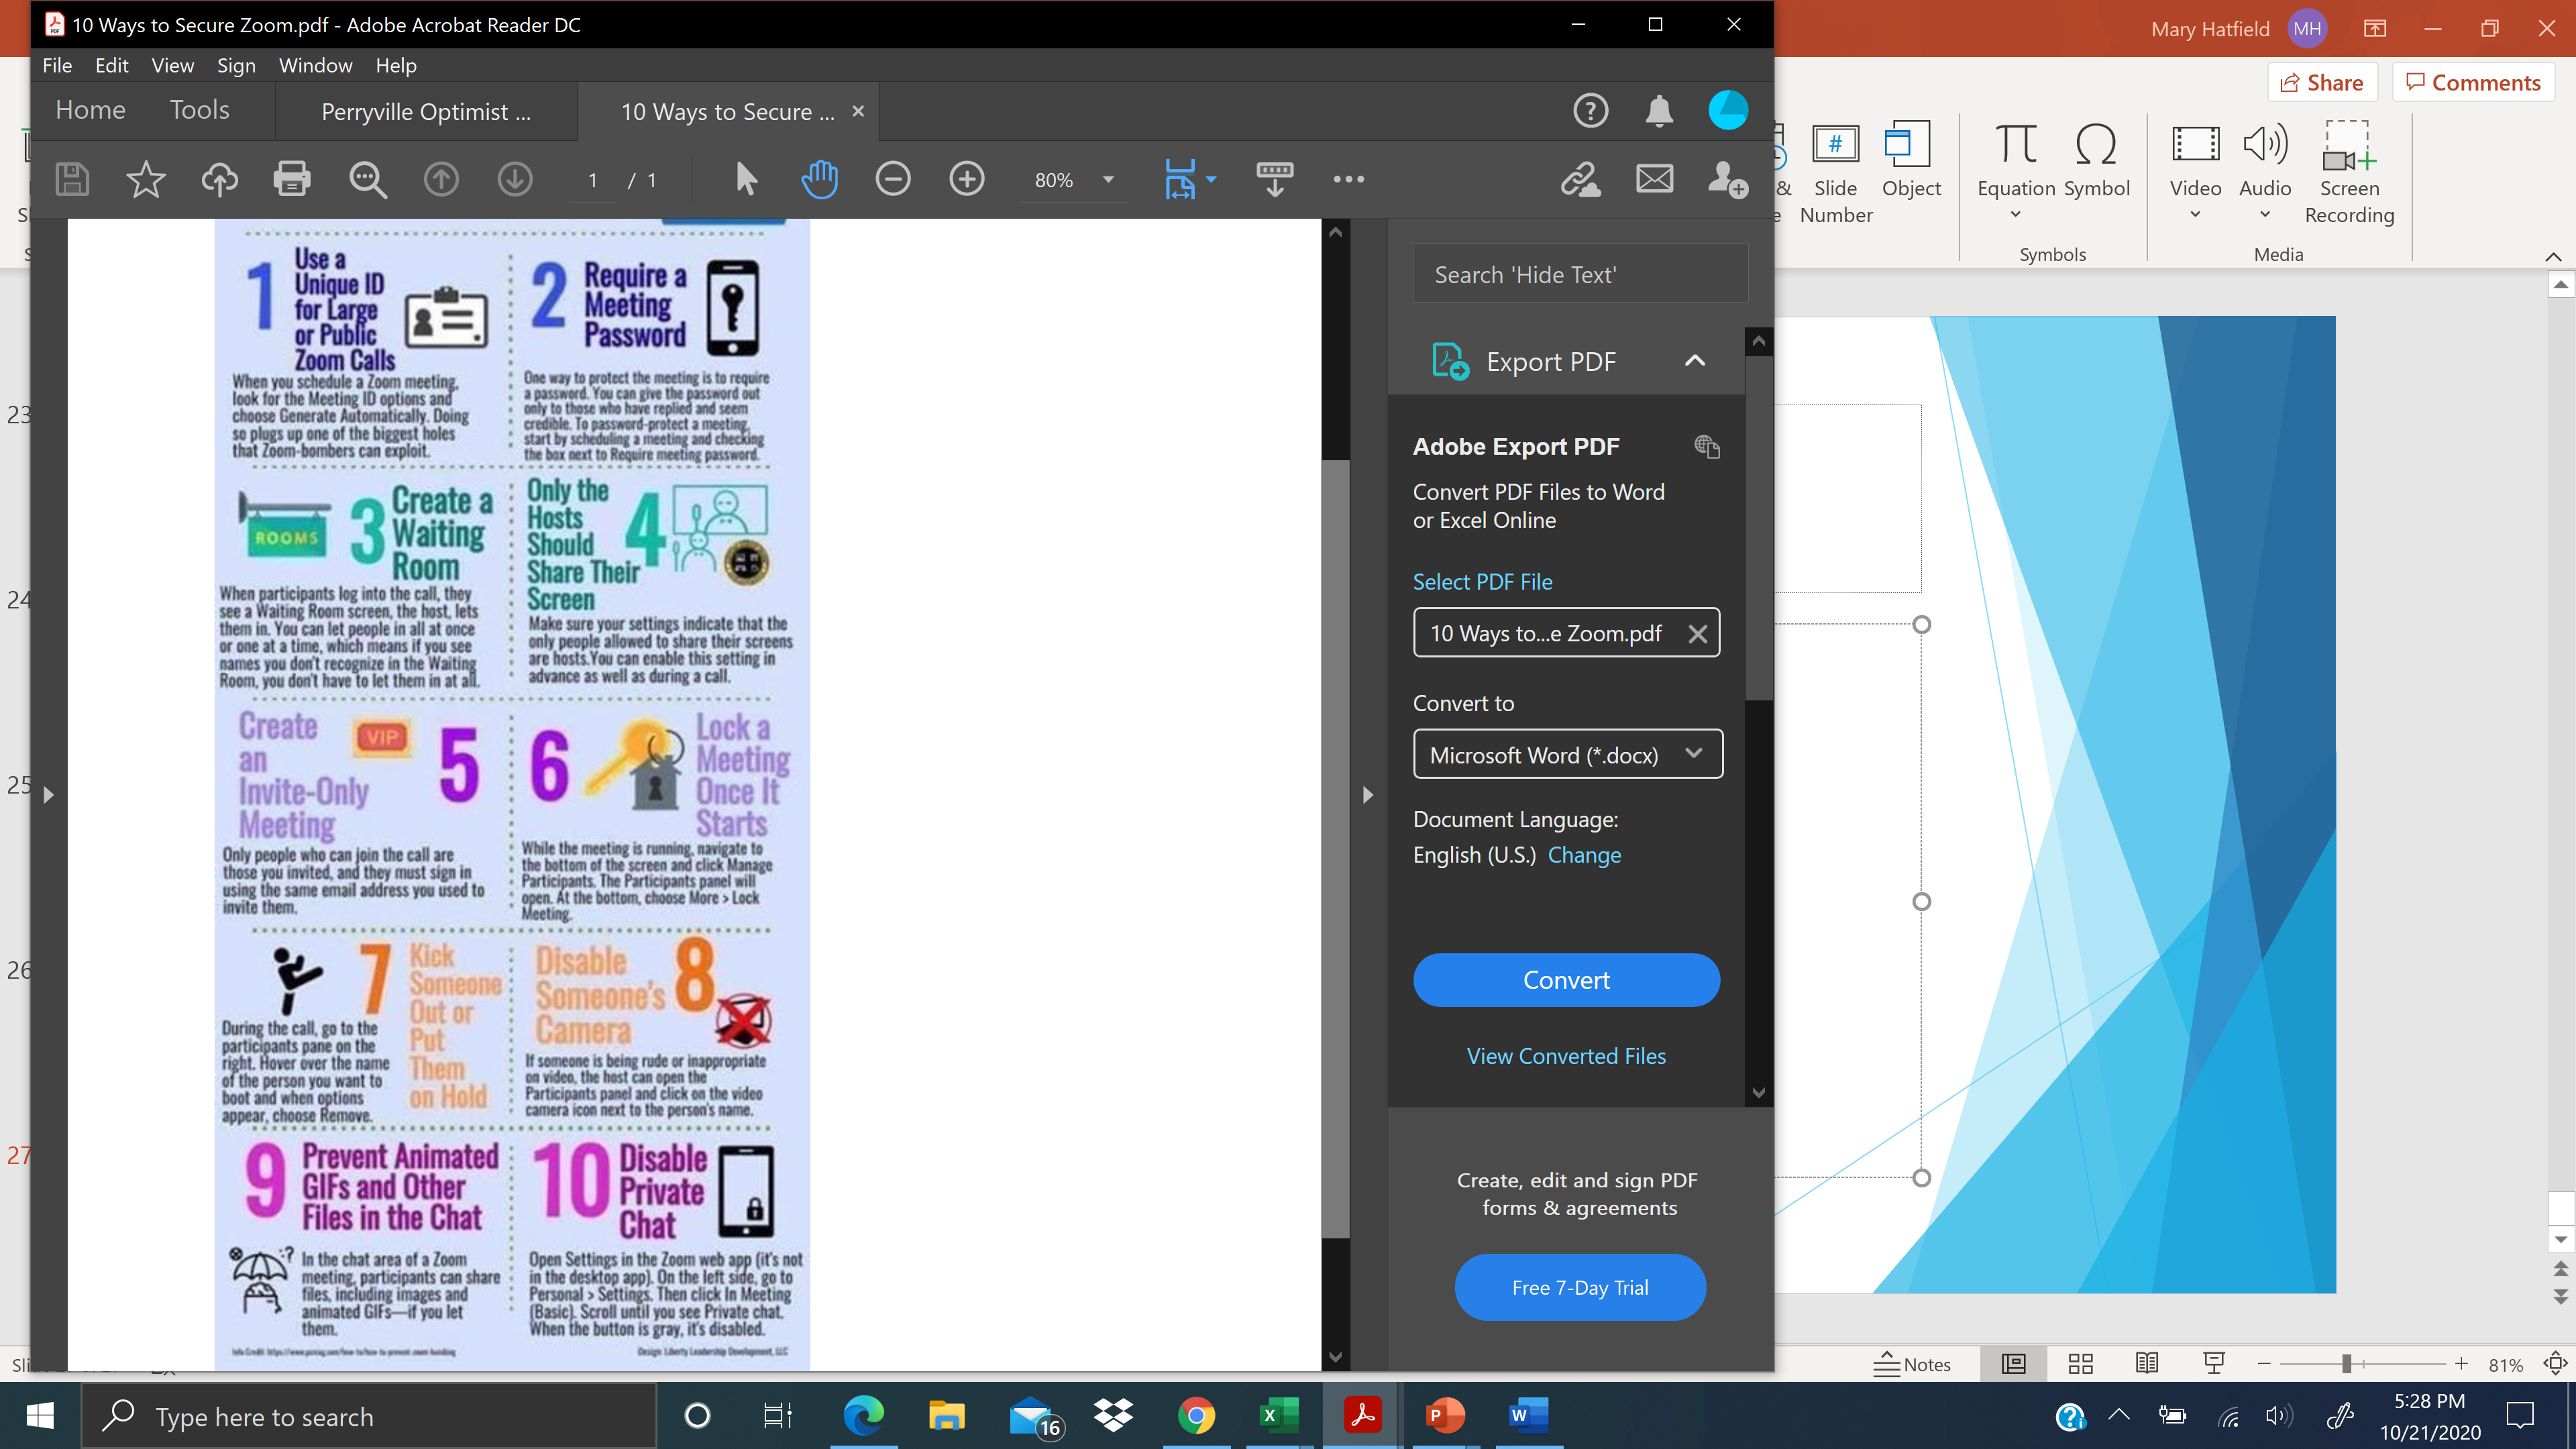 10 Ways to Secure Zoom.pdf - Adobe Acrobat Reader DC
File Edit View Sign Window Help
Home Tools Perryville Optimist ... 10 Ways to Secure ...
1 / 1 80%
1
Use a
Unique ID
for Large
or Public
Zoom Calls
When you schedule a Zoom meeting,
look for the Meeting ID options and
choose Generate Automatically. Doing
so plugs up one of the biggest holes
that Zoom-bombers can exploit.
2
Require a
Meeting
Password
One way to protect the meeting is to require
a password. You can give the password out
only to those who have replied and seem
credible. To password-protect a meeting,
start by scheduling a meeting and checking
the box next to Require meeting password.
ROOMS
3
Create a
Waiting
Room
When participants log into the call, they
see a Waiting Room screen, the host, lets
them in. You can let people in all at once
or one at a time, which means if you see
names you don't recognize in the Waiting
Room, you don't have to let them in at all.
Only the
Hosts
Should
Share Their
Screen
4
Make sure your settings indicate that the
only people allowed to share their screens
are hosts.You can enable this setting in
advance as well as during a call.
Create
an
Invite-Only
Meeting
VIP
5
Only people who can join the call are
those you invited, and they must sign in
using the same email address you used to
invite them.
6
Lock a
Meeting
Once It
Starts
While the meeting is running, navigate to
the bottom of the screen and click Manage
Participants. The Participants panel will
open. At the bottom, choose More > Lock
Meeting.
7
Kick
Someone
Out or
Put
Them
on Hold
During the call, go to the
participants pane on the
right. Hover over the name
of the person you want to
boot and when options
appear, choose Remove.
Disable
Someone's
Camera
8
If someone is being rude or inappropriate
on video, the host can open the
Participants panel and click on the video
camera icon next to the person's name.
9
Prevent Animated
GIFs and Other
Files in the Chat
In the chat area of a Zoom
meeting, participants can share
files, including images and
animated GIFs—if you let
them.
10
Disable
Private
Chat
Open Settings in the Zoom web app (it's not
in the desktop app). On the left side, go to
Personal > Settings. Then click In Meeting
(Basic). Scroll until you see Private chat.
When the button is gray, it's disabled.
Info Credit: https://www.pcmag.com/how-to/how-to-prevent-zoom-bombing
Design: Liberty Leadership Development, LLC
Search 'Hide Text'
Export PDF
Adobe Export PDF
Convert PDF Files to Word
or Excel Online
Select PDF File
10 Ways to...e Zoom.pdf
Convert to
Microsoft Word (*.docx)
Document Language:
English (U.S.) Change
Convert
View Converted Files
Create, edit and sign PDF
forms & agreements
Free 7-Day Trial
Mary Hatfield MH
Share Comments
&
Slide
Number
Object
Equation
Symbol
Symbols
Video
Audio
Screen
Recording
Media
23
24
25
26
27
Notes 81%
Type here to search
16
5:28 PM
10/21/2020